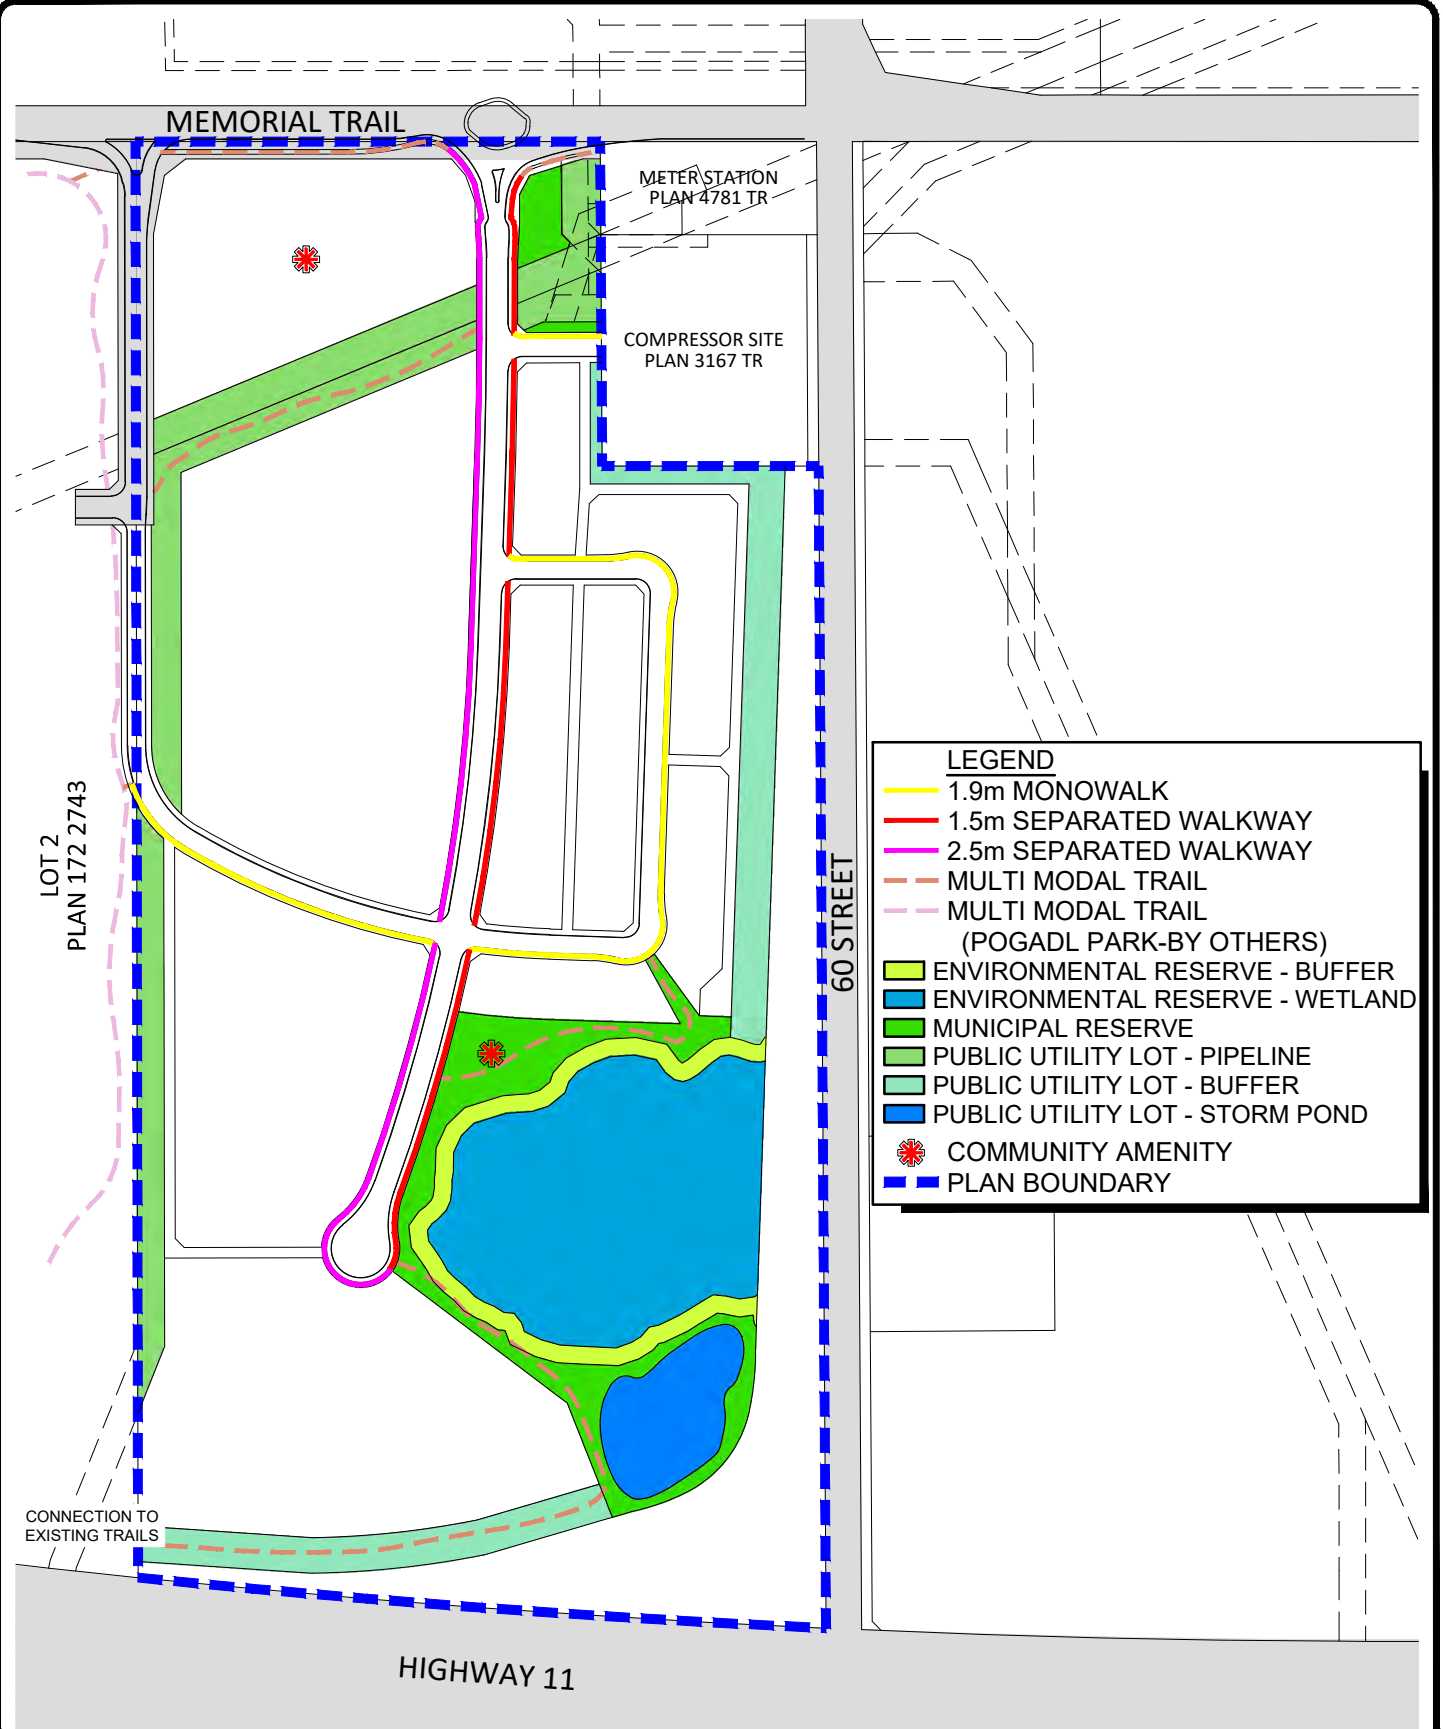 MEMORIAL TRAIL
METER STATION
PLAN 4781 TR
COMPRESSOR SITE
PLAN 3167 TR
LOT 2
PLAN 172 2743
60 STREET
LEGEND
1.9m MONOWALK
1.5m SEPARATED WALKWAY
2.5m SEPARATED WALKWAY
MULTI MODAL TRAIL
MULTI MODAL TRAIL
(POGADL PARK-BY OTHERS)
ENVIRONMENTAL RESERVE - BUFFER
ENVIRONMENTAL RESERVE - WETLAND
MUNICIPAL RESERVE
PUBLIC UTILITY LOT - PIPELINE
PUBLIC UTILITY LOT - BUFFER
PUBLIC UTILITY LOT - STORM POND
COMMUNITY AMENITY
PLAN BOUNDARY
CONNECTION TO
EXISTING TRAILS
HIGHWAY 11